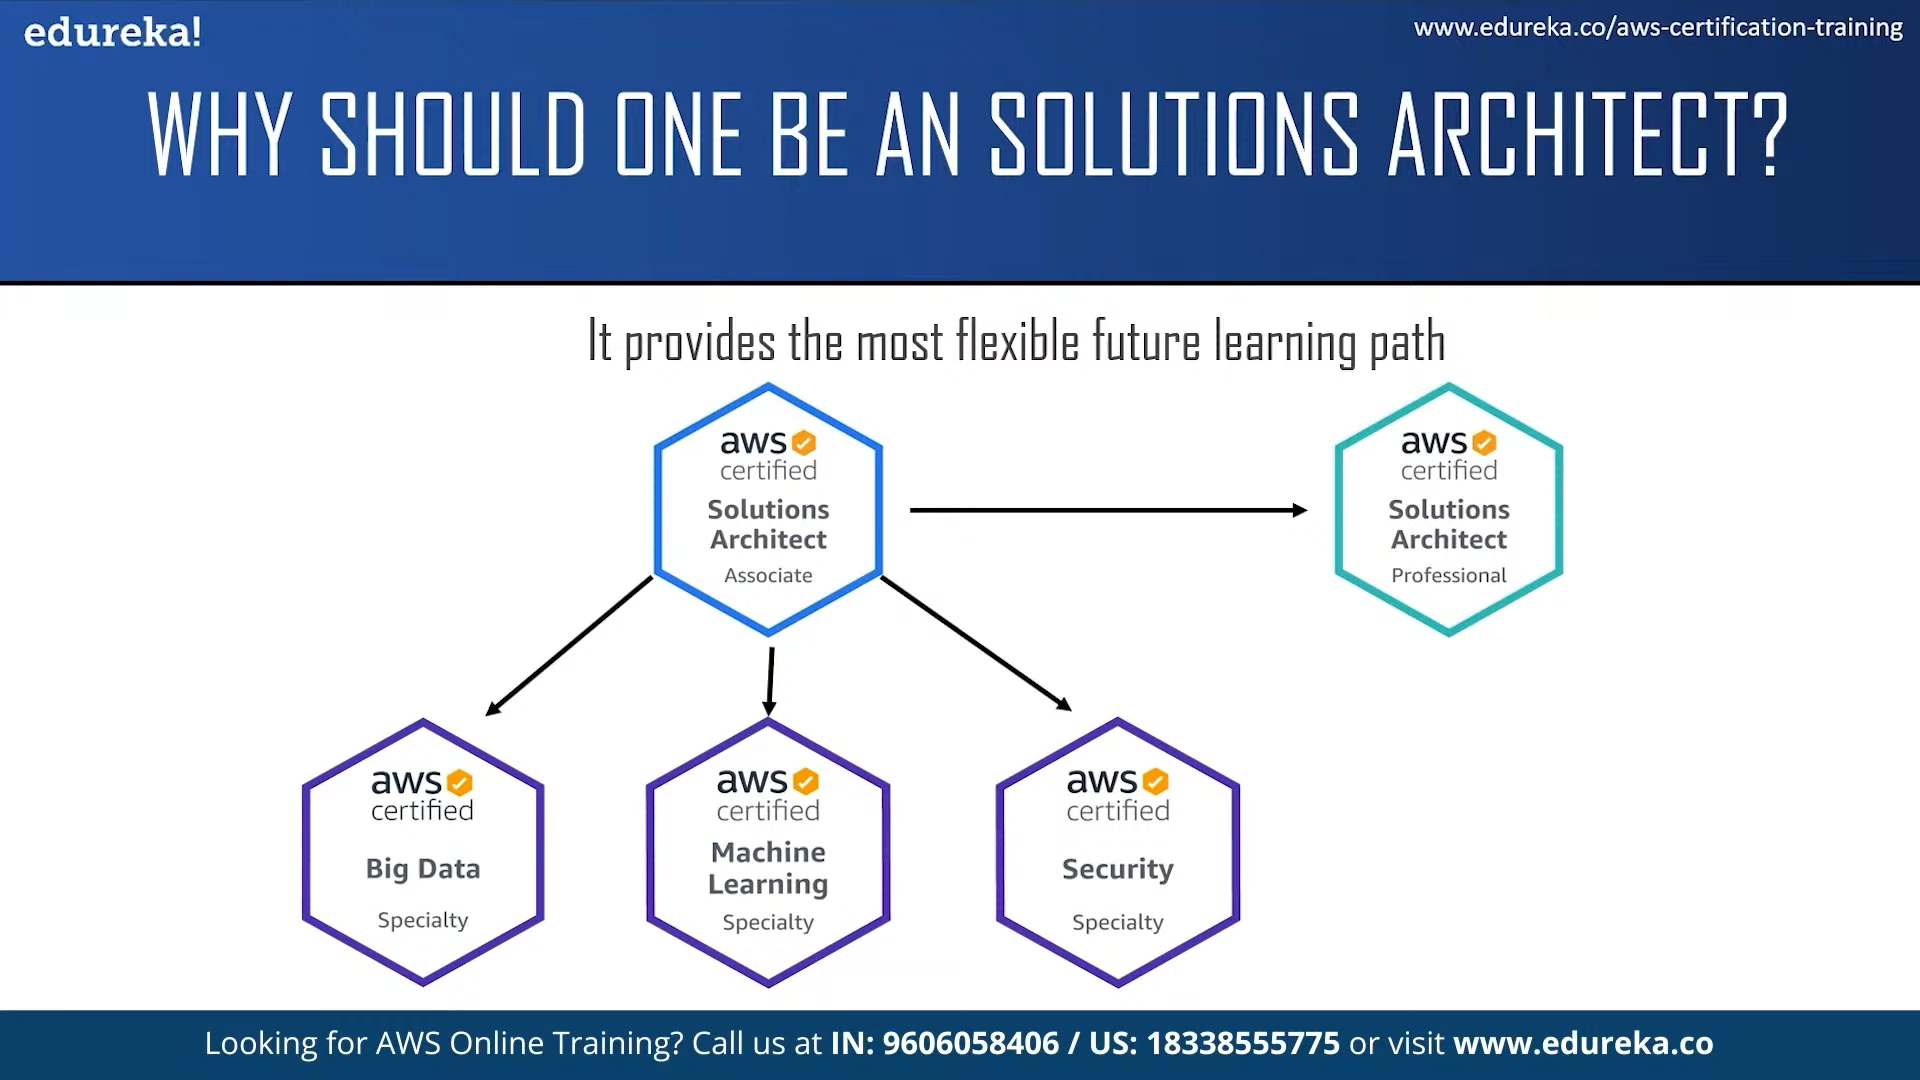 edureka!
www.edureka.co/aws-certification-training
WHY SHOULD ONE BE AN SOLUTIONS ARCHITECT?
It provides the most flexible future learning path
aws
certified
Solutions
Architect
Associate
aws
certified
Solutions
Architect
Professional
aws
certified
Big Data
Specialty
aws
certified
Machine
Learning
Specialty
aws
certified
Security
Specialty
Looking for AWS Online Training? Call us at IN: 9606058406 / US: 18338555775 or visit www.edureka.co